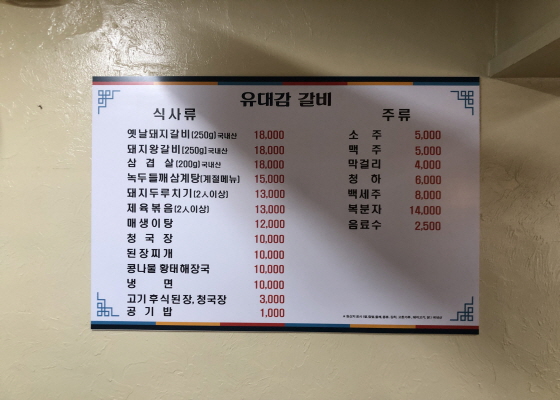 유대감 갈비
식사류
옛날돼지갈비(250g)국내산 18,000
돼지왕갈비(250g)국내산 18,000
삼겹살(200g)국내산 18,000
녹두들깨삼계탕(계절메뉴) 15,000
돼지두루치기(2人이상) 13,000
제육볶음(2人이상) 13,000
매생이탕 12,000
청국장 10,000
된장찌개 10,000
콩나물 황태해장국 10,000
냉면 10,000
고기후식된장, 청국장 3,000
공기밥 1,000
주류
소주 5,000
맥주 5,000
막걸리 4,000
청하 6,000
백세주 8,000
복분자 14,000
음료수 2,500